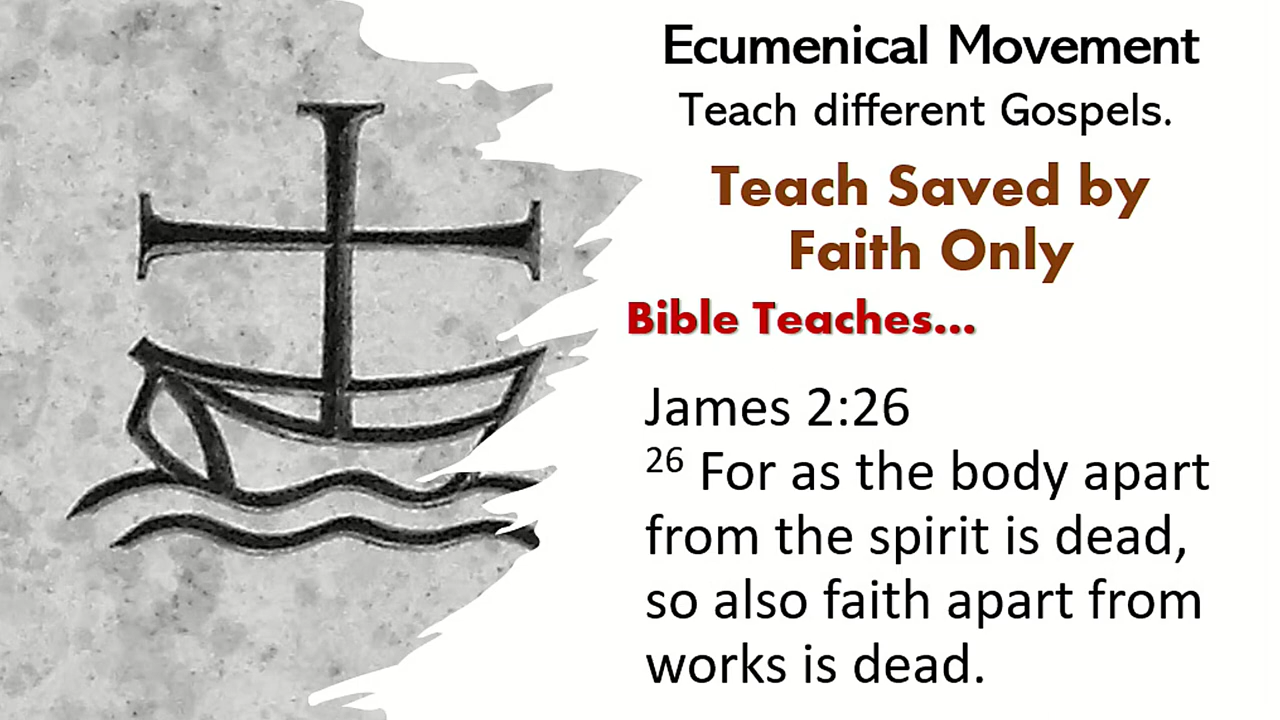 Ecumenical Movement
Teach different Gospels.
Teach Saved by
Faith Only
Bible Teaches...
James 2:26
26 For as the body apart
from the spirit is dead,
so also faith apart from
works is dead.